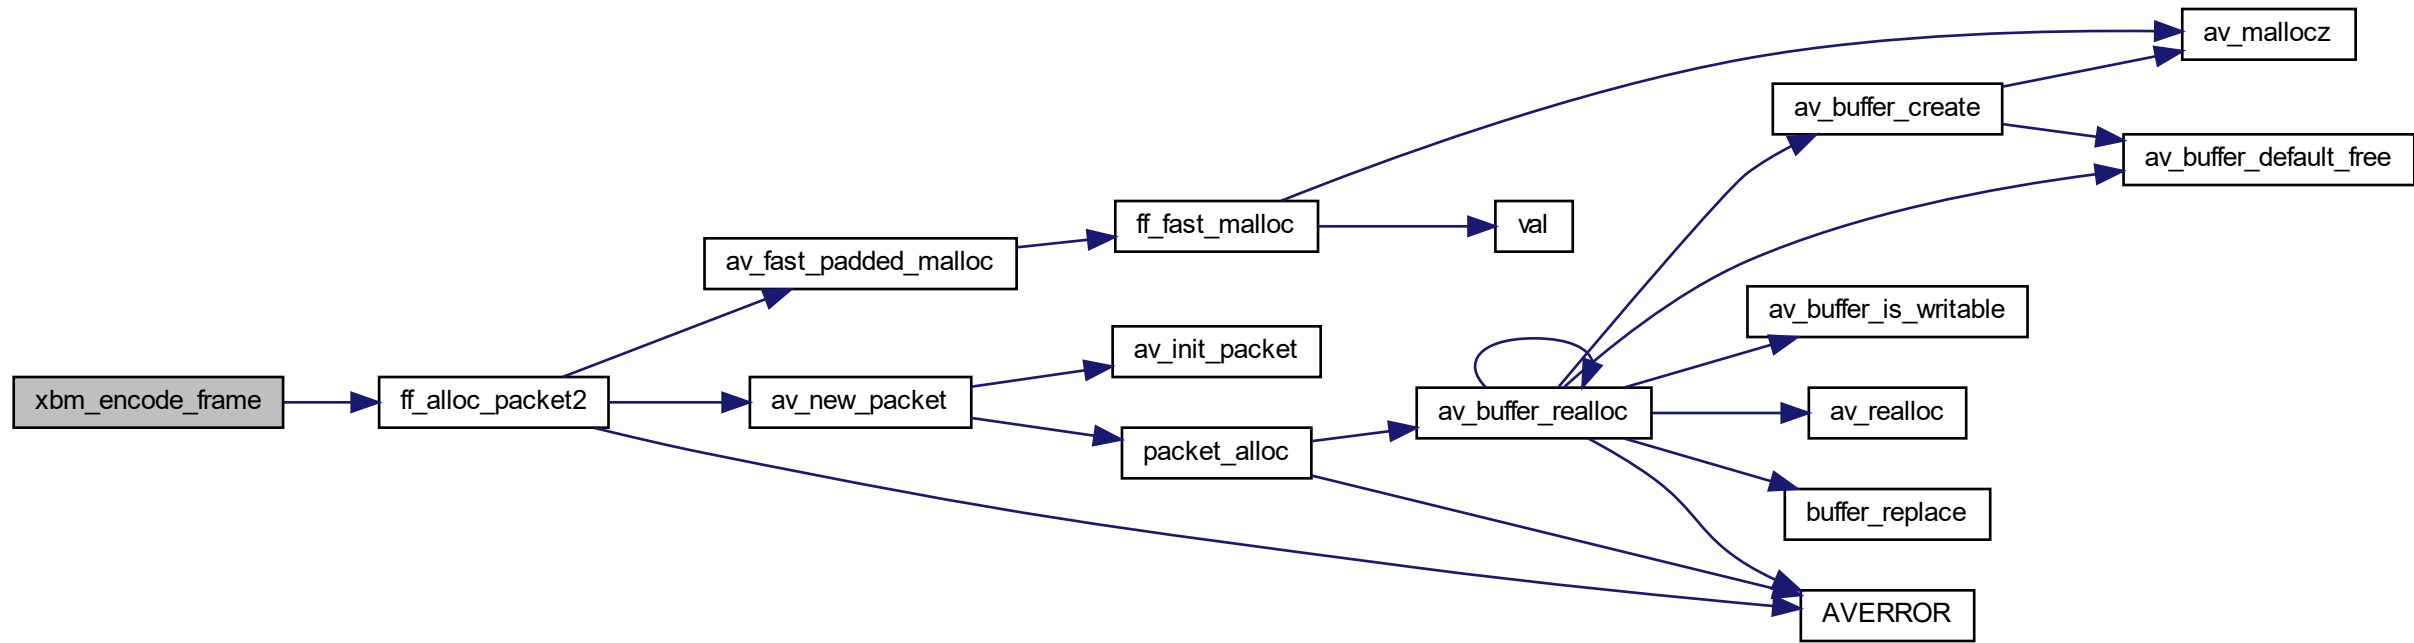 xbm_encode_frame
ff_alloc_packet2
av_fast_padded_malloc
av_new_packet
ff_fast_malloc
av_init_packet
packet_alloc
val
av_buffer_realloc
av_buffer_create
av_buffer_is_writable
av_realloc
buffer_replace
AVERROR
av_mallocz
av_buffer_default_free